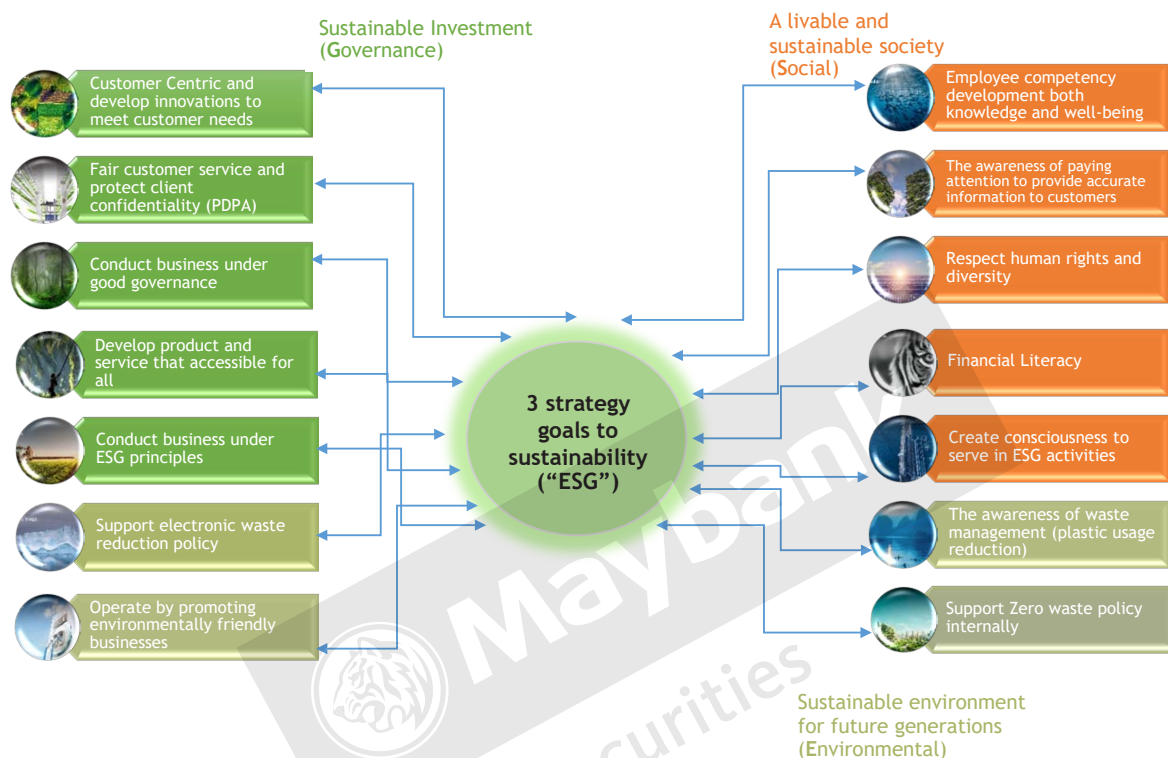 Sustainable Investment
(Governance)
A livable and
sustainable society
(Social)
Customer Centric and
develop innovations to
meet customer needs
Fair customer service and
protect client
confidentiality (PDPA)
Conduct business under
good governance
Develop product and
service that accessible for
all
Conduct business under
ESG principles
Support electronic waste
reduction policy
Operate by promoting
environmentally friendly
businesses
3 strategy
goals to
sustainability
(“ESG”)
Employee competency
development both
knowledge and well-being
The awareness of paying
attention to provide accurate
information to customers
Respect human rights and
diversity
Financial Literacy
Create consciousness to
serve in ESG activities
The awareness of waste
management (plastic usage
reduction)
Support Zero waste policy
internally
Sustainable environment
for future generations
(Environmental)
Maybank
curities